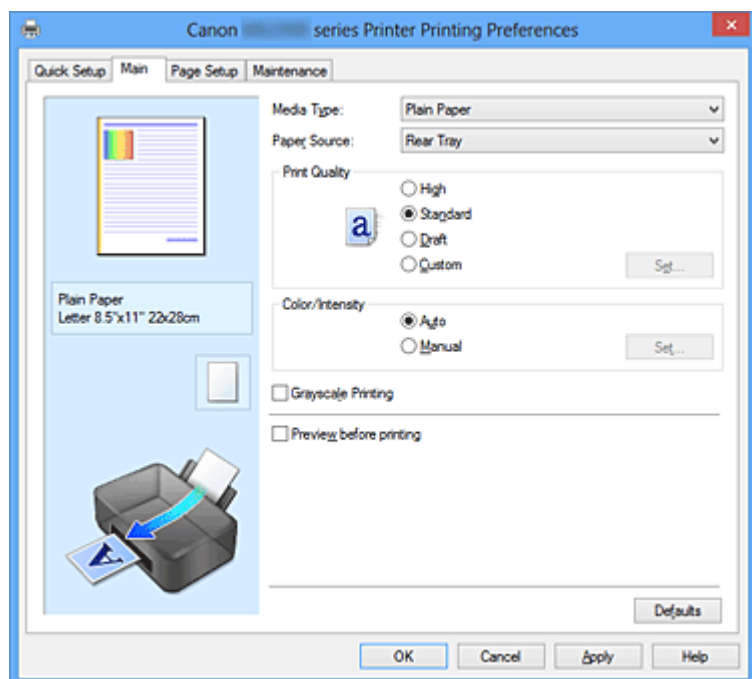 Canon series Printer Printing Preferences
Quick Setup Main Page Setup Maintenance
Media Type: Plain Paper
Paper Source: Rear Tray
Print Quality
High
a Standard
Draft
Custom Set...
Plain Paper
Letter 8.5"x11" 22x28cm
Color/Intensity
Auto
Manual Set...
Grayscale Printing
Preview before printing
A
Defaults
OK Cancel Apply Help